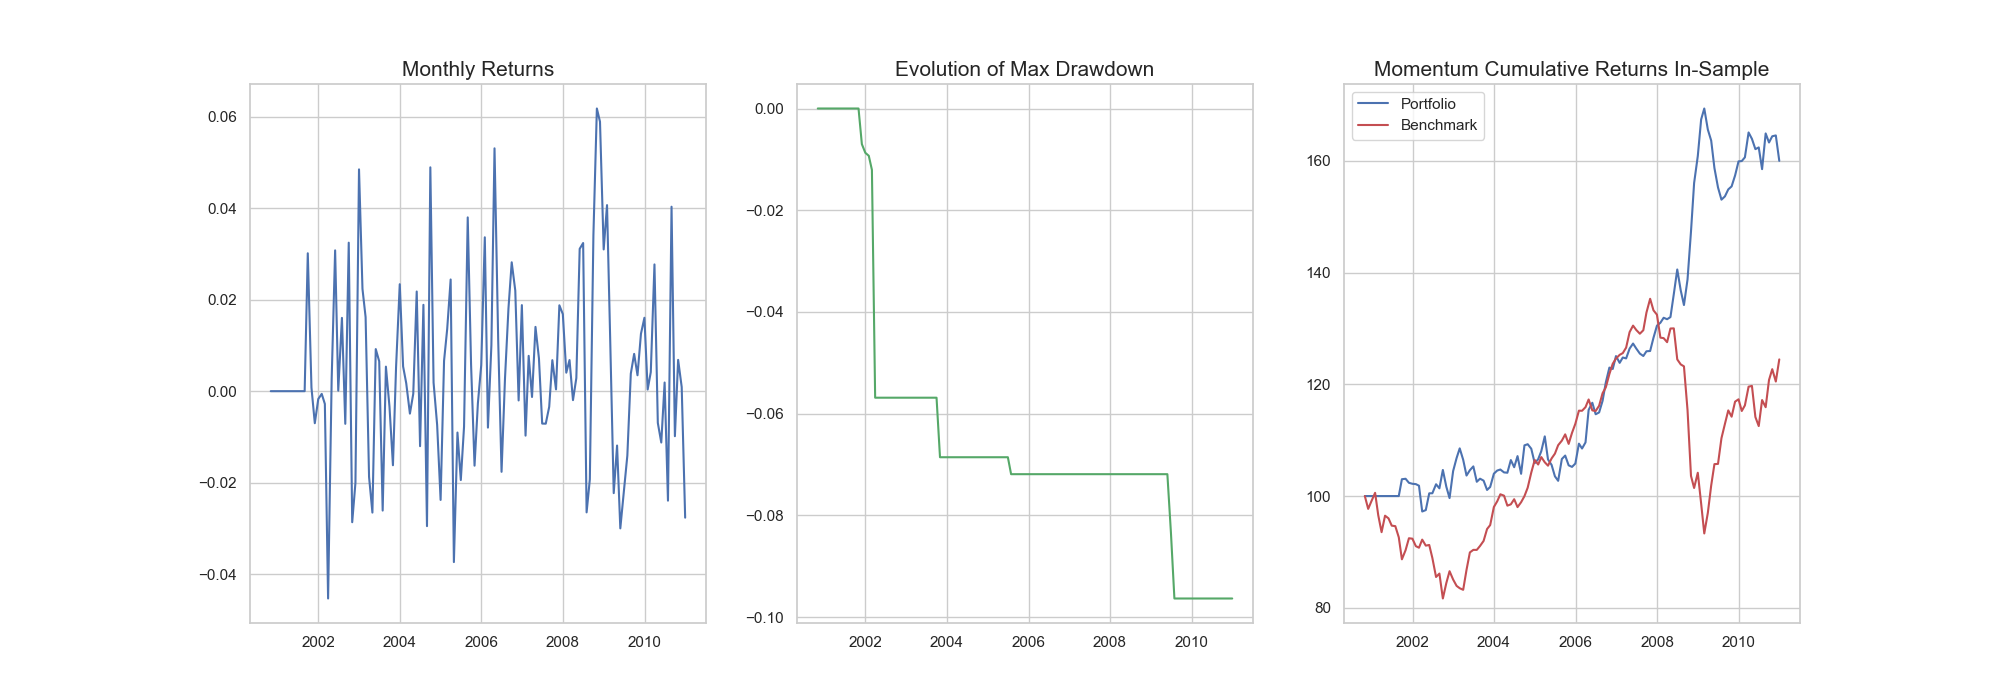 Monthly Returns
0.06
0.04
0.02
0.00
−0.02
−0.04
2002 2004 2006 2008 2010
Evolution of Max Drawdown
0.00
−0.02
−0.04
−0.06
−0.08
−0.10
2002 2004 2006 2008 2010
Momentum Cumulative Returns In-Sample
Portfolio
Benchmark
160
140
120
100
80
2002 2004 2006 2008 2010